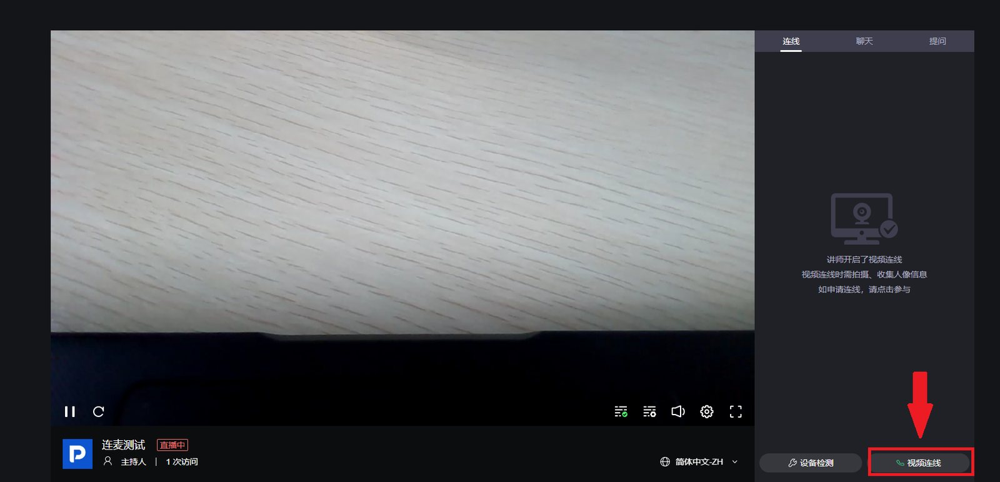 连线
聊天
提问
讲师开启了视频连线
视频连线时需拍摄、收集人像信息
如申请连线，请点击参与
连麦测试
直播中
主持人 | 1 次访问
简体中文-ZH
设备检测
视频连线